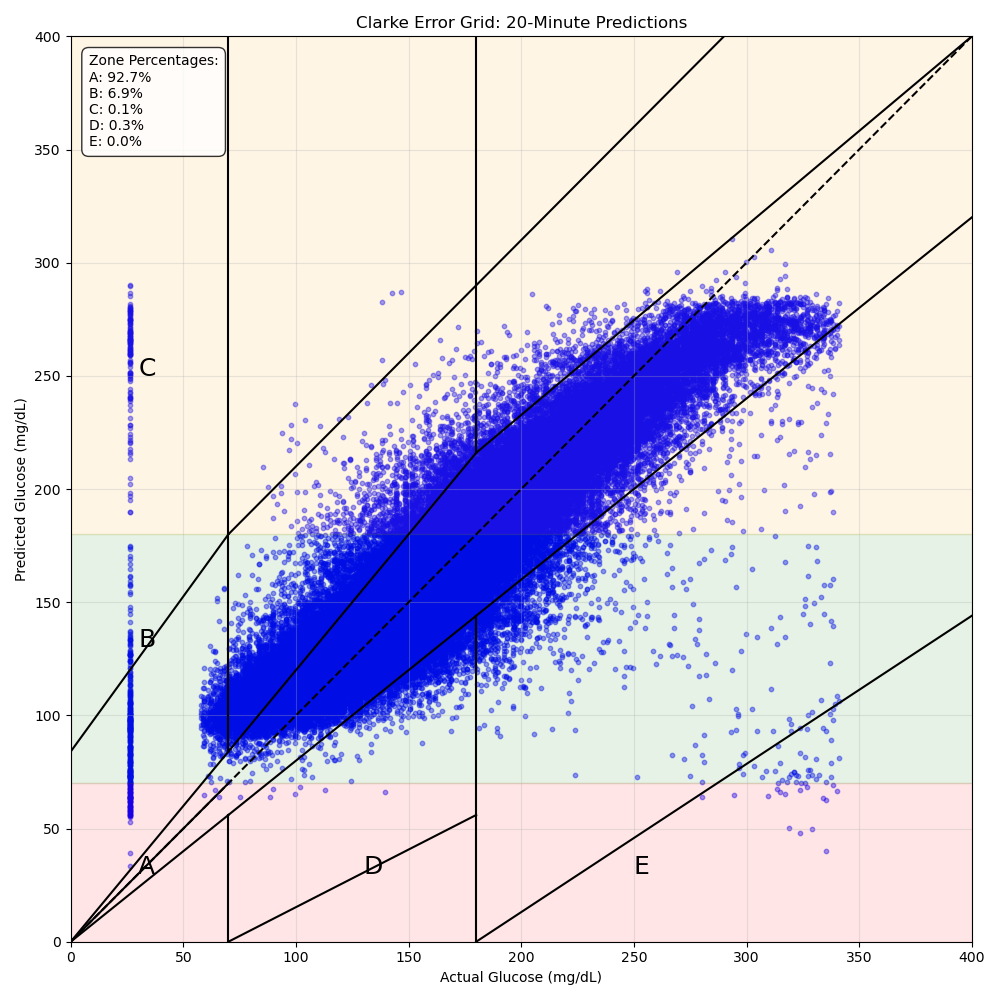 Clarke Error Grid: 20-Minute Predictions
Zone Percentages:
A: 92.7%
B: 6.9%
C: 0.1%
D: 0.3%
E: 0.0%
400
350
300
250
200
150
100
50
0
Predicted Glucose (mg/dL)
C
B
A
D
E
0
50
100
150
200
250
300
350
400
Actual Glucose (mg/dL)